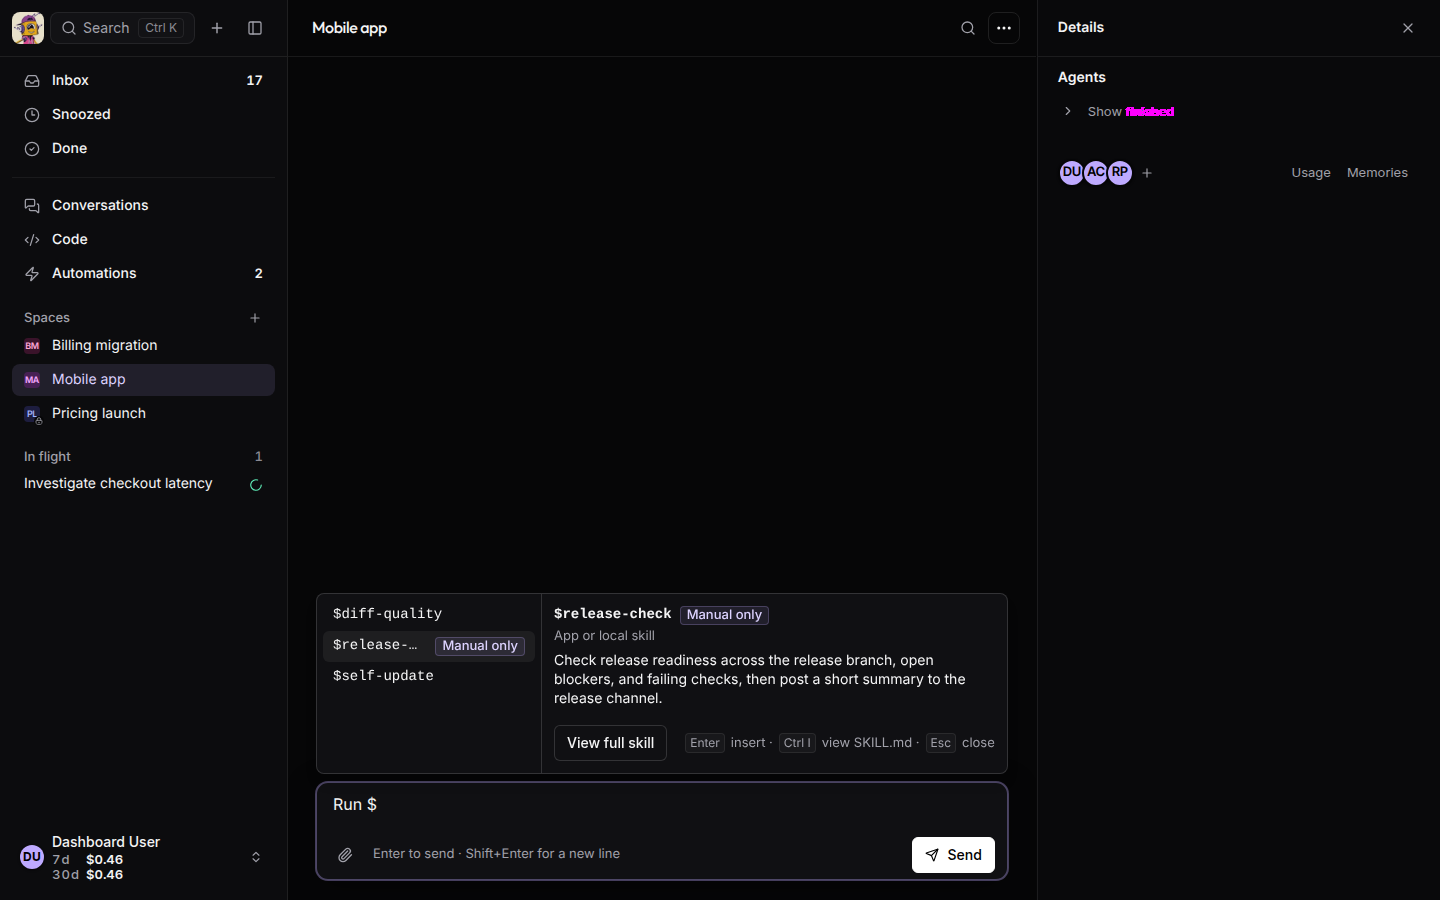 Search Ctrl K
Inbox 17
Snoozed
Done
Conversations
Code
Automations 2
Spaces
BM Billing migration
MA Mobile app
PL Pricing launch
In flight 1
Investigate checkout latency
DU Dashboard User
7d $0.46
30d $0.46
Mobile app
$diff-quality
$release-… Manual only
$self-update
$release-check Manual only
App or local skill
Check release readiness across the release branch, open
blockers, and failing checks, then post a short summary to the
release channel.
View full skill Enter insert · Ctrl I view SKILL.md · Esc close
Run $
Enter to send · Shift+Enter for a new line
Send
Details
Agents
Show
DU AC RP Usage Memories